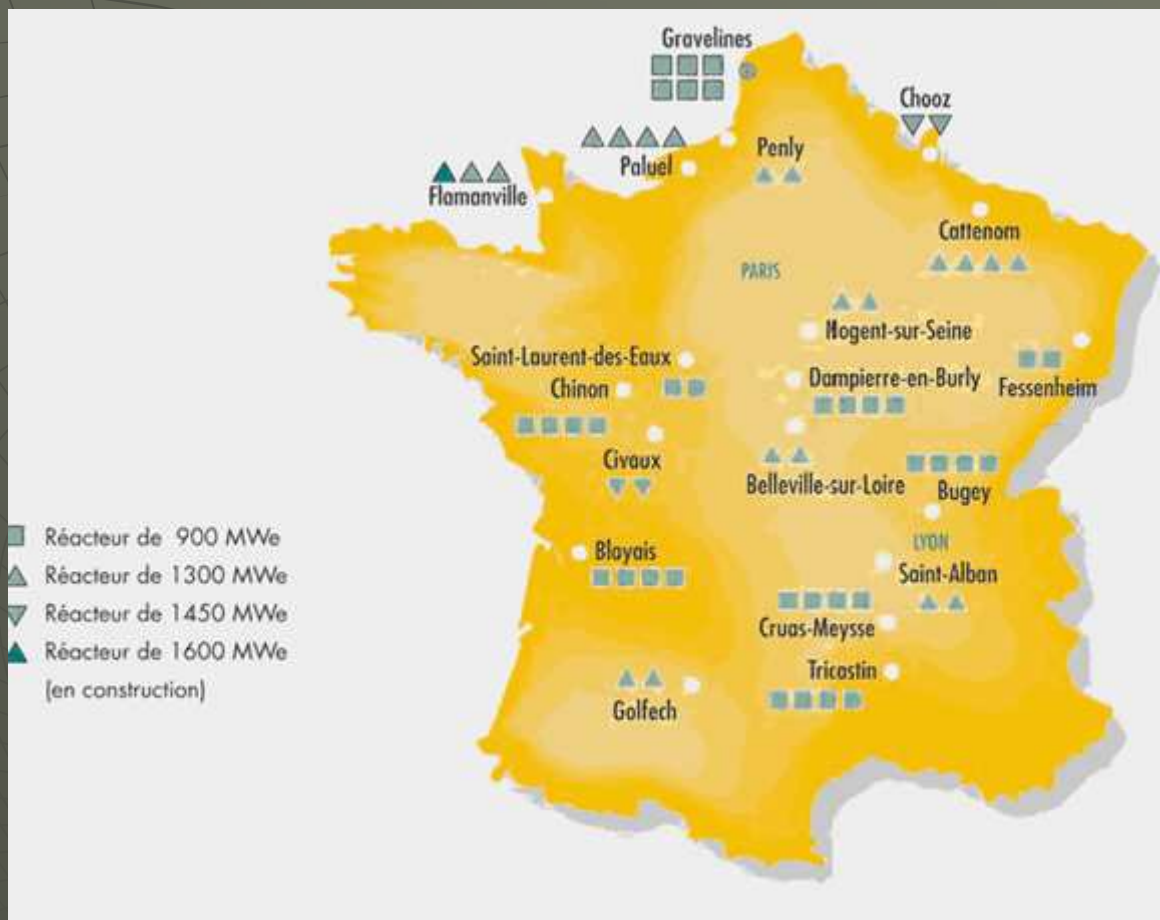 Gravelines
Chooz
Penly
Paluel
Flamanville
Cattenom
PARIS
Nogent-sur-Seine
Saint-Laurent-des-Eaux
Dampierre-en-Burly
Fessenheim
Chinon
Civaux
Belleville-sur-Loire
Bugey
LYON
Blayais
Saint-Alban
Cruas-Meysse
Tricastin
Golfech
Réacteur de 900 MWe
Réacteur de 1300 MWe
Réacteur de 1450 MWe
Réacteur de 1600 MWe
(en construction)